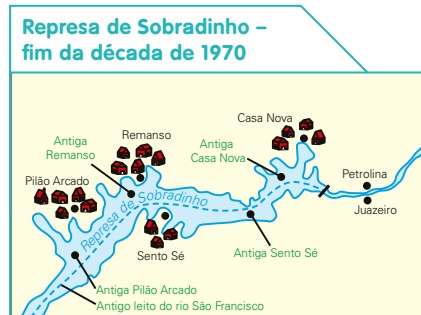 Represa de Sobradinho –
fim da década de 1970
Casa Nova
Remanso
Antiga
Remanso
Antiga
Casa Nova
Pilão Arcado
Petrolina
Juazeiro
Represa de Sobradinho
Sento Sé
Antiga Sento Sé
Antiga Pilão Arcado
Antigo leito do rio São Francisco